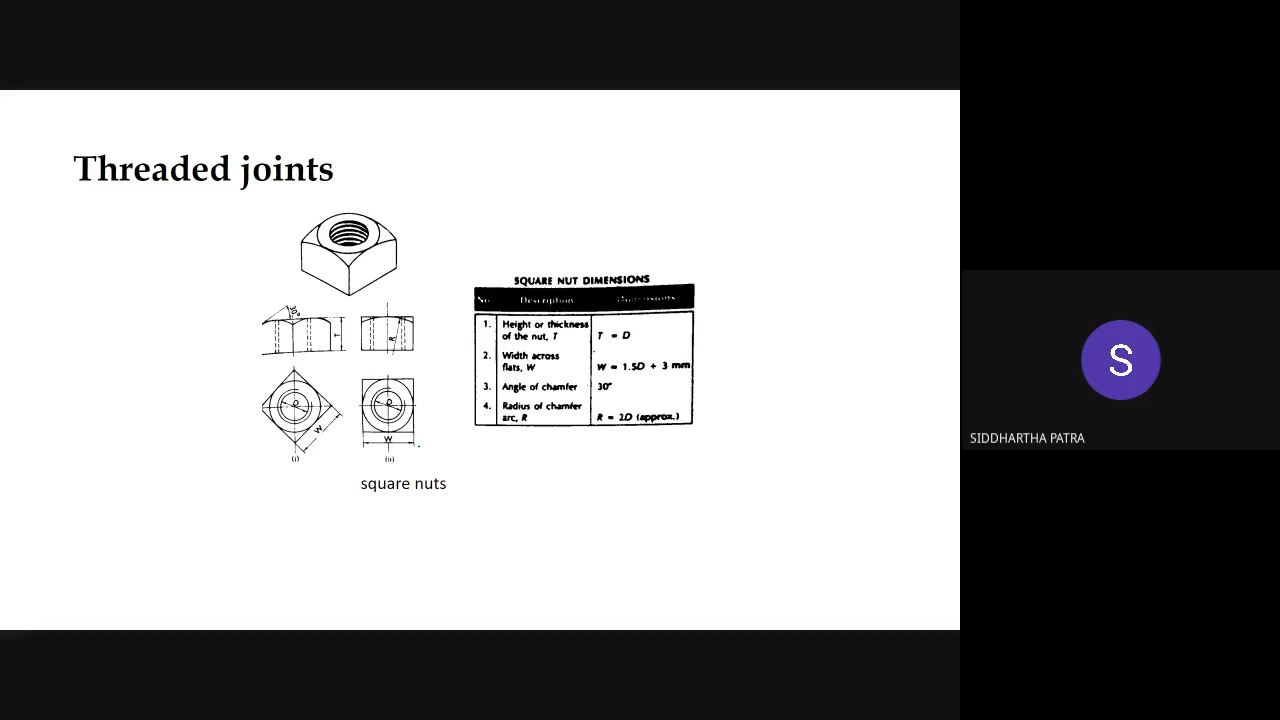 Threaded joints
30°
T
R
D
W
D
W
(i)
(ii)
square nuts
SQUARE NUT DIMENSIONS
No. Description Dimensions
1. Height or thickness
of the nut, T T = D
2. Width across
flats, W W = 1.5D + 3 mm
3. Angle of chamfer 30°
4. Radius of chamfer
arc, R R = 2D (approx.)
S
SIDDHARTHA PATRA